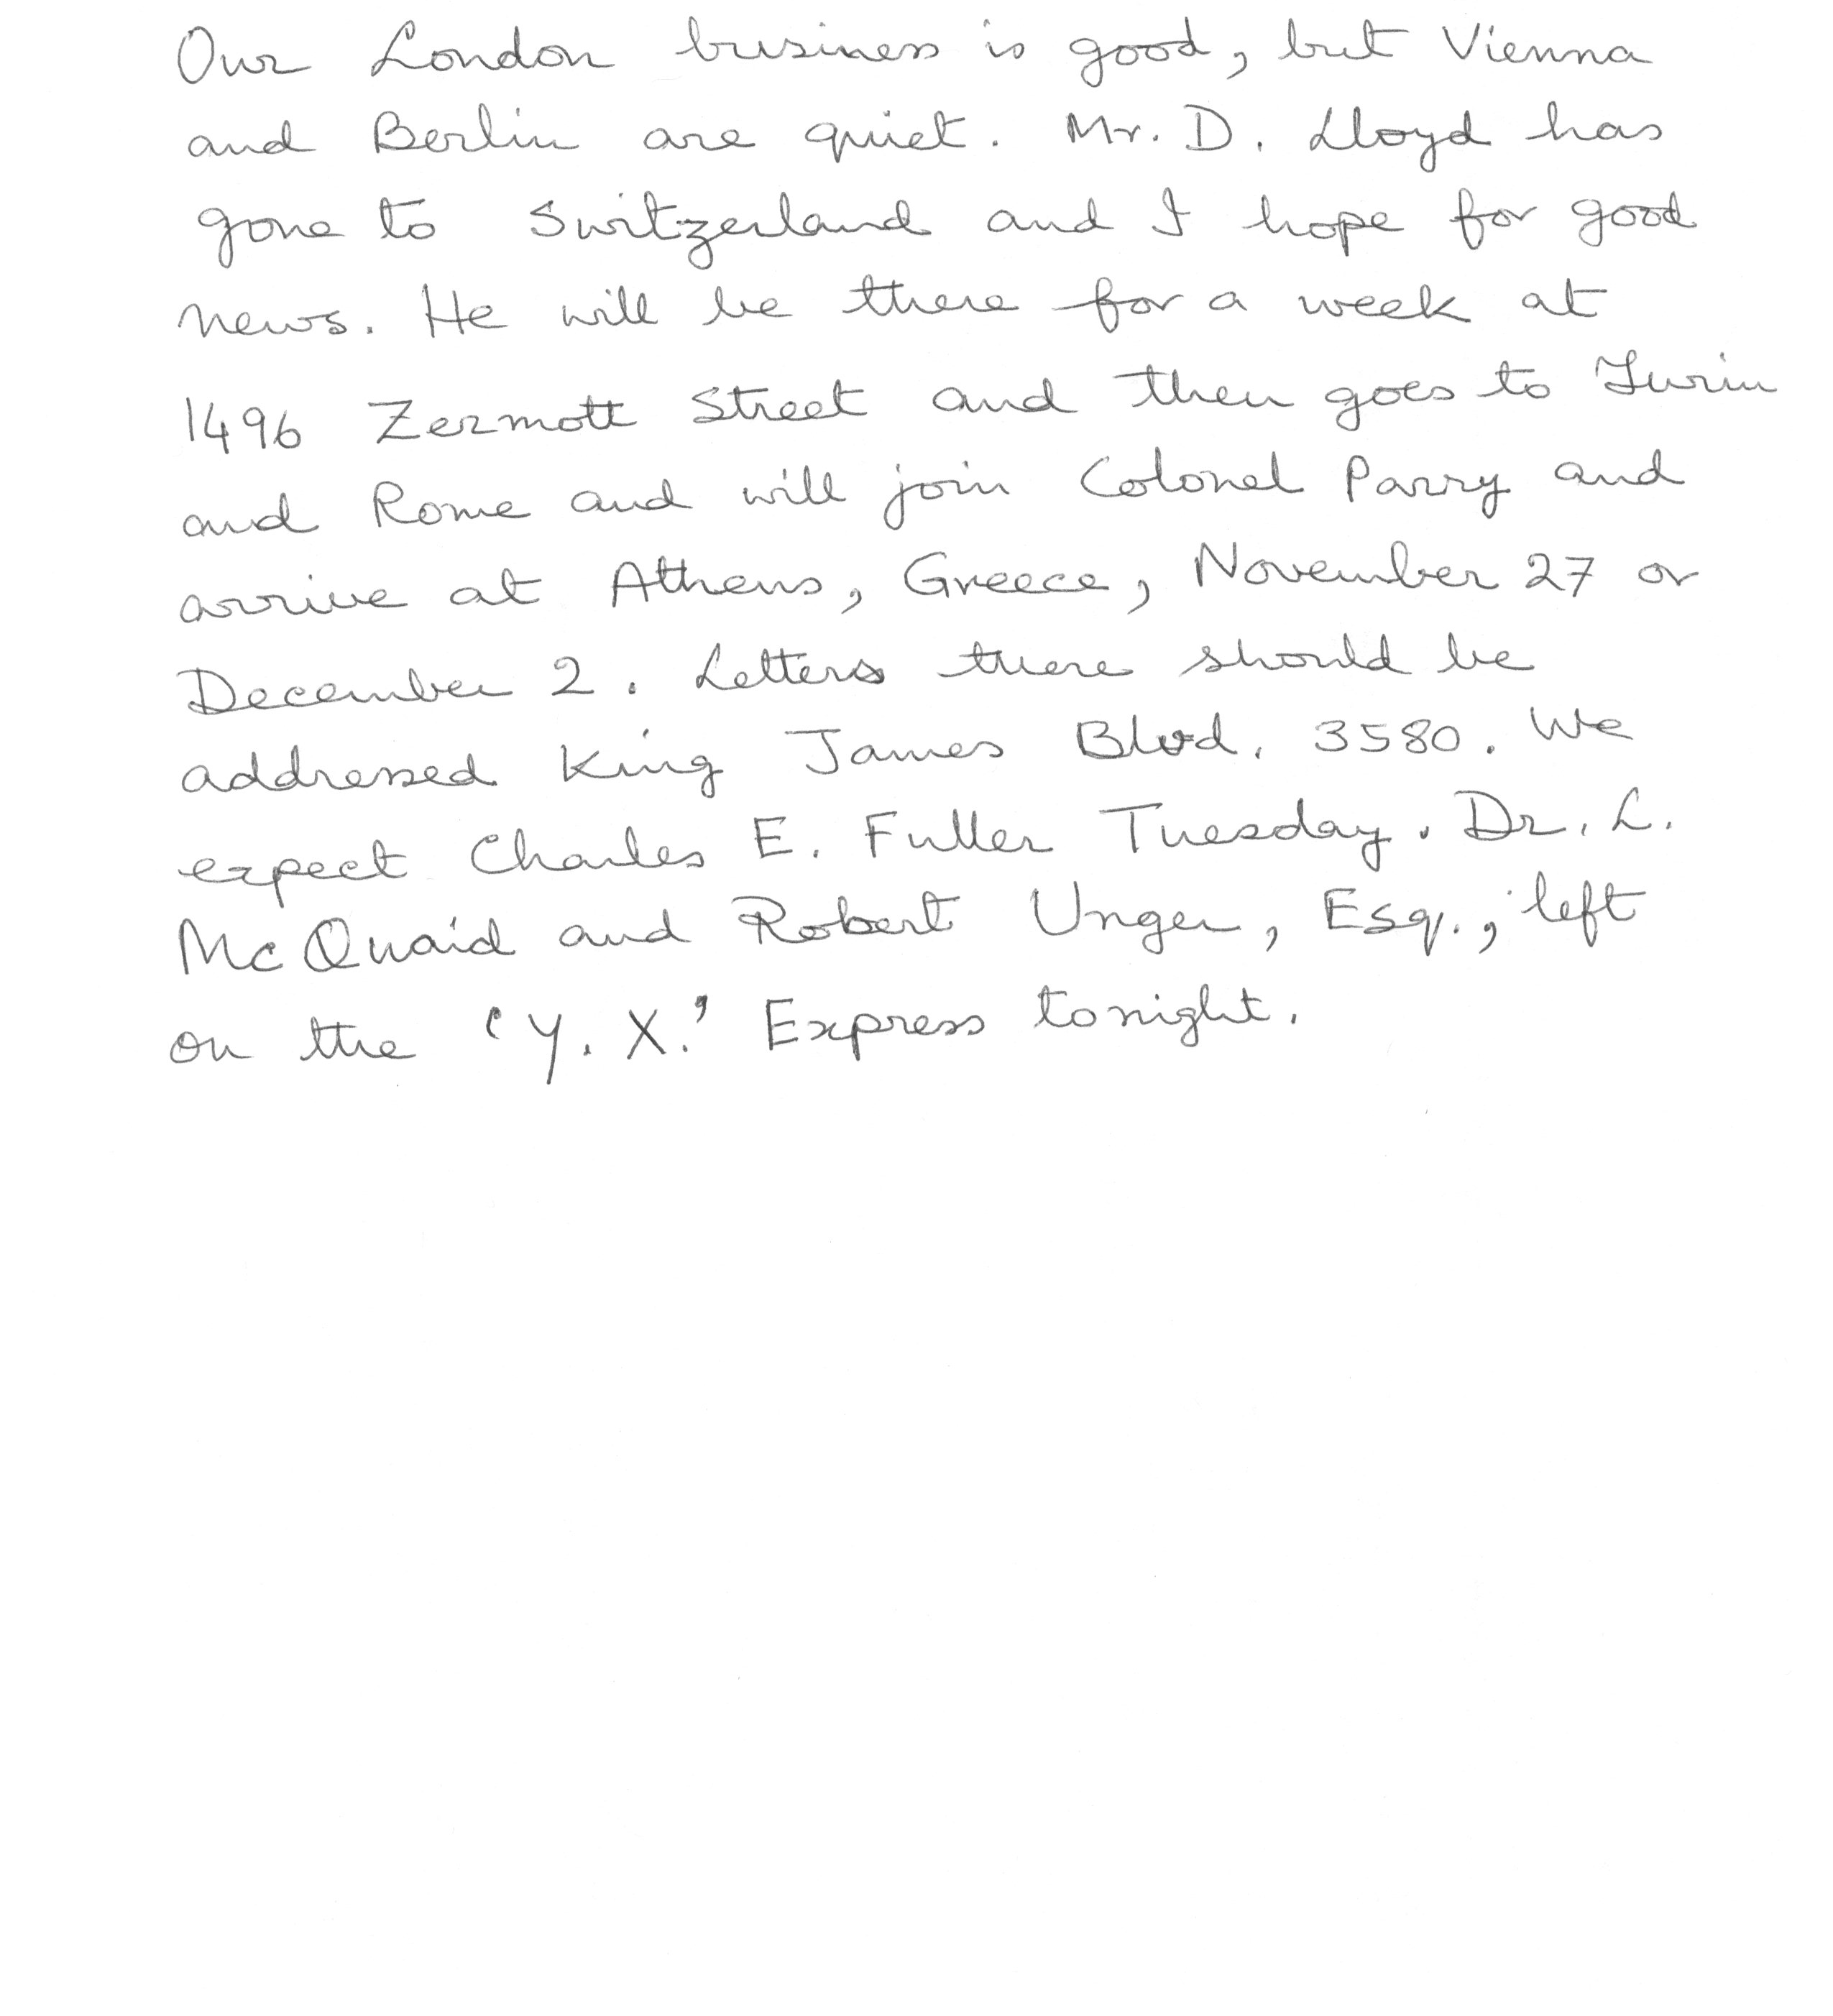 Our London business is good, but Vienna
and Berlin are quiet. Mr. D. Lloyd has
gone to Switzerland and I hope for good
news. He will be there for a week at
1496 Zermott Street and then goes to Turin
and Rome and will join Colonel Parry and
arrive at Athens, Greece, November 27 or
December 2. Letters there should be
addressed King James Blvd. 3580. We
expect Charles E. Fuller Tuesday. Dr. L.
McQuaid and Robert Unger, Esq., left
on the 'Y. X.' Express tonight.